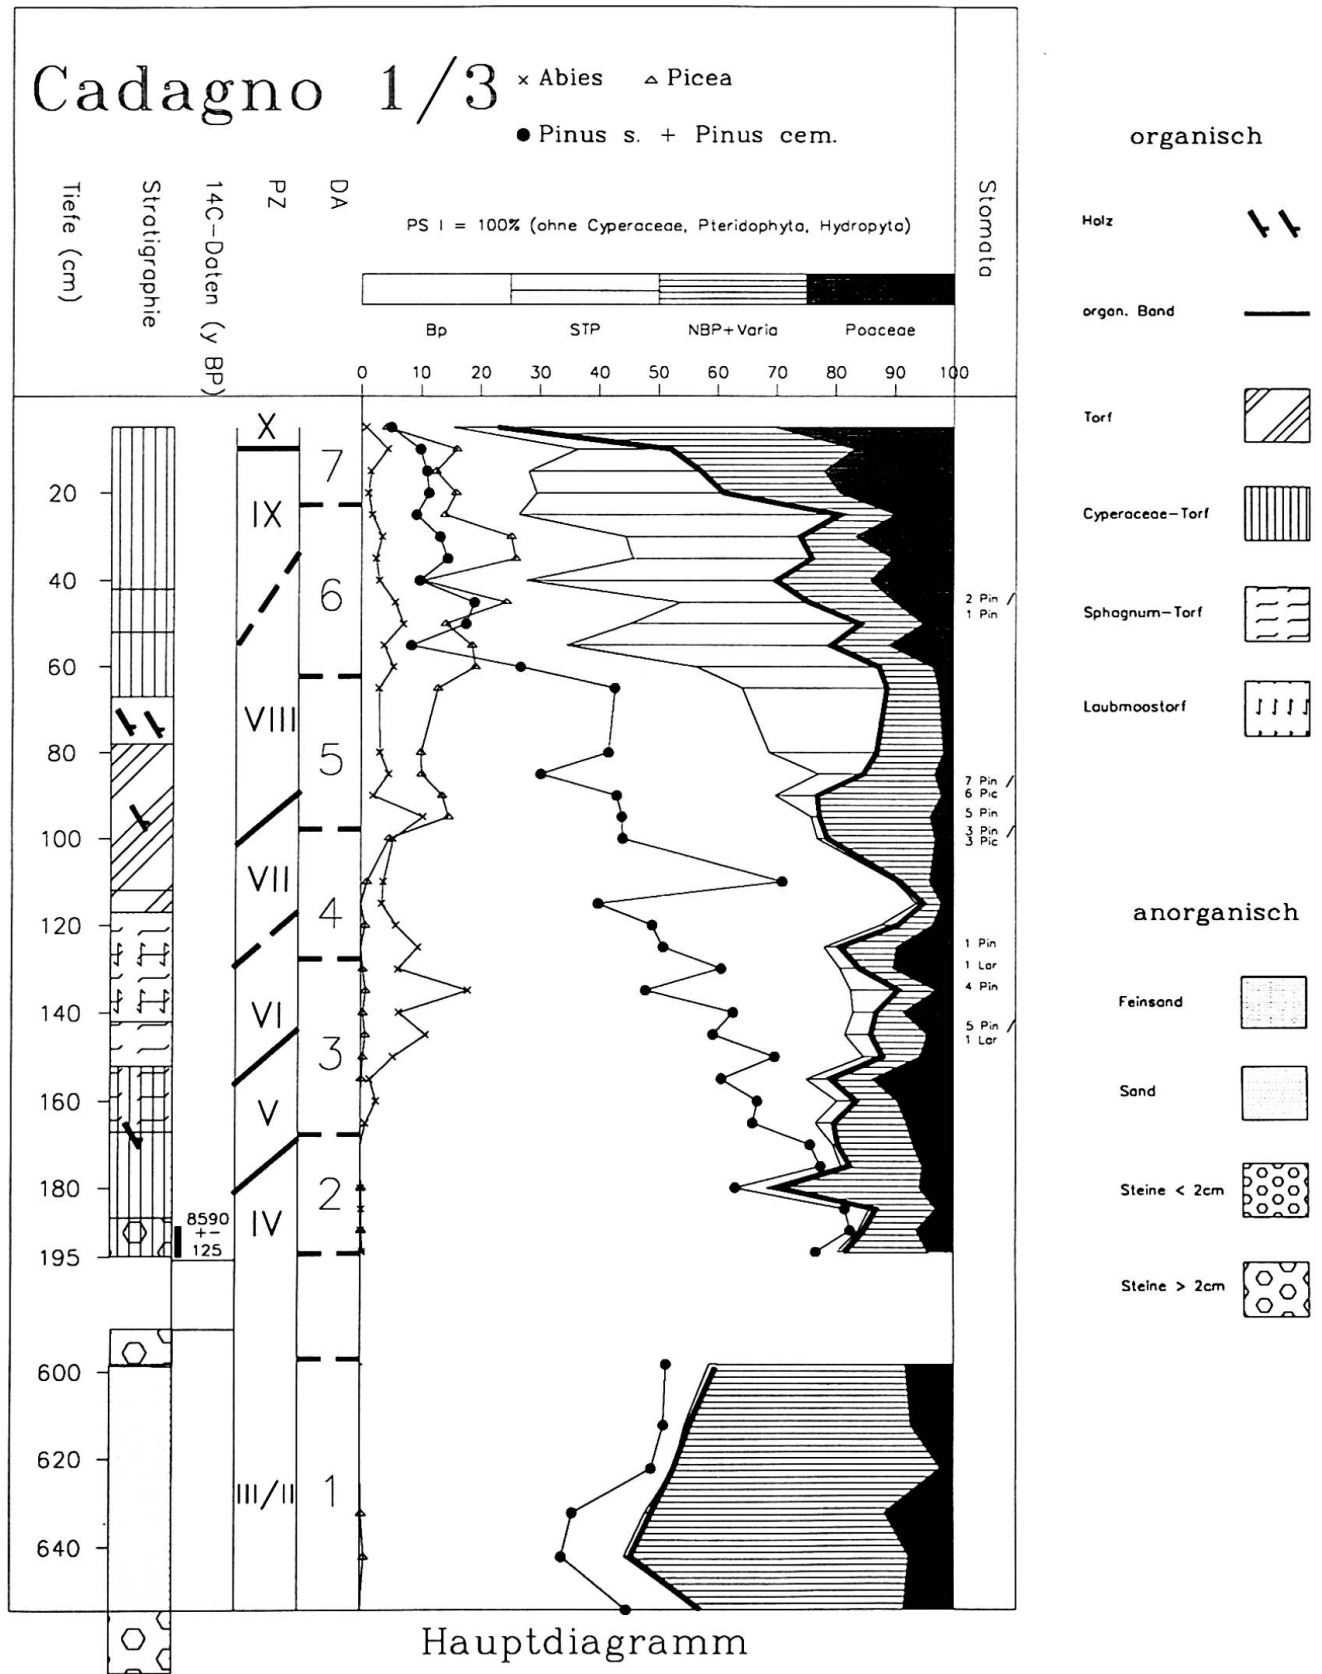 Cadagno 1/3
× Abies △ Picea
● Pinus s. + Pinus cem.
Tiefe (cm)
Stratigraphie
14C-Daten (y BP)
PZ
DA
PS I = 100% (ohne Cyperaceae, Pteridophyta, Hydropyta)
Bp STP NBP+Varia Poaceae
0 10 20 30 40 50 60 70 80 90 100
Stomata
20
40
60
80
100
120
140
160
180
195
600
620
640
8590
+-
125
X
IX
VIII
VII
VI
V
IV
III/II
7
6
5
4
3
2
1
2 Pin /
1 Pin
7 Pin /
6 Pic
5 Pin
3 Pin /
3 Pic
1 Pin
1 Lar
4 Pin
5 Pin /
1 Lar
Hauptdiagramm
organisch
Holz
organ. Band
Torf
Cyperaceae-Torf
Sphagnum-Torf
Laubmoostorf
anorganisch
Feinsand
Sand
Steine < 2cm
Steine > 2cm